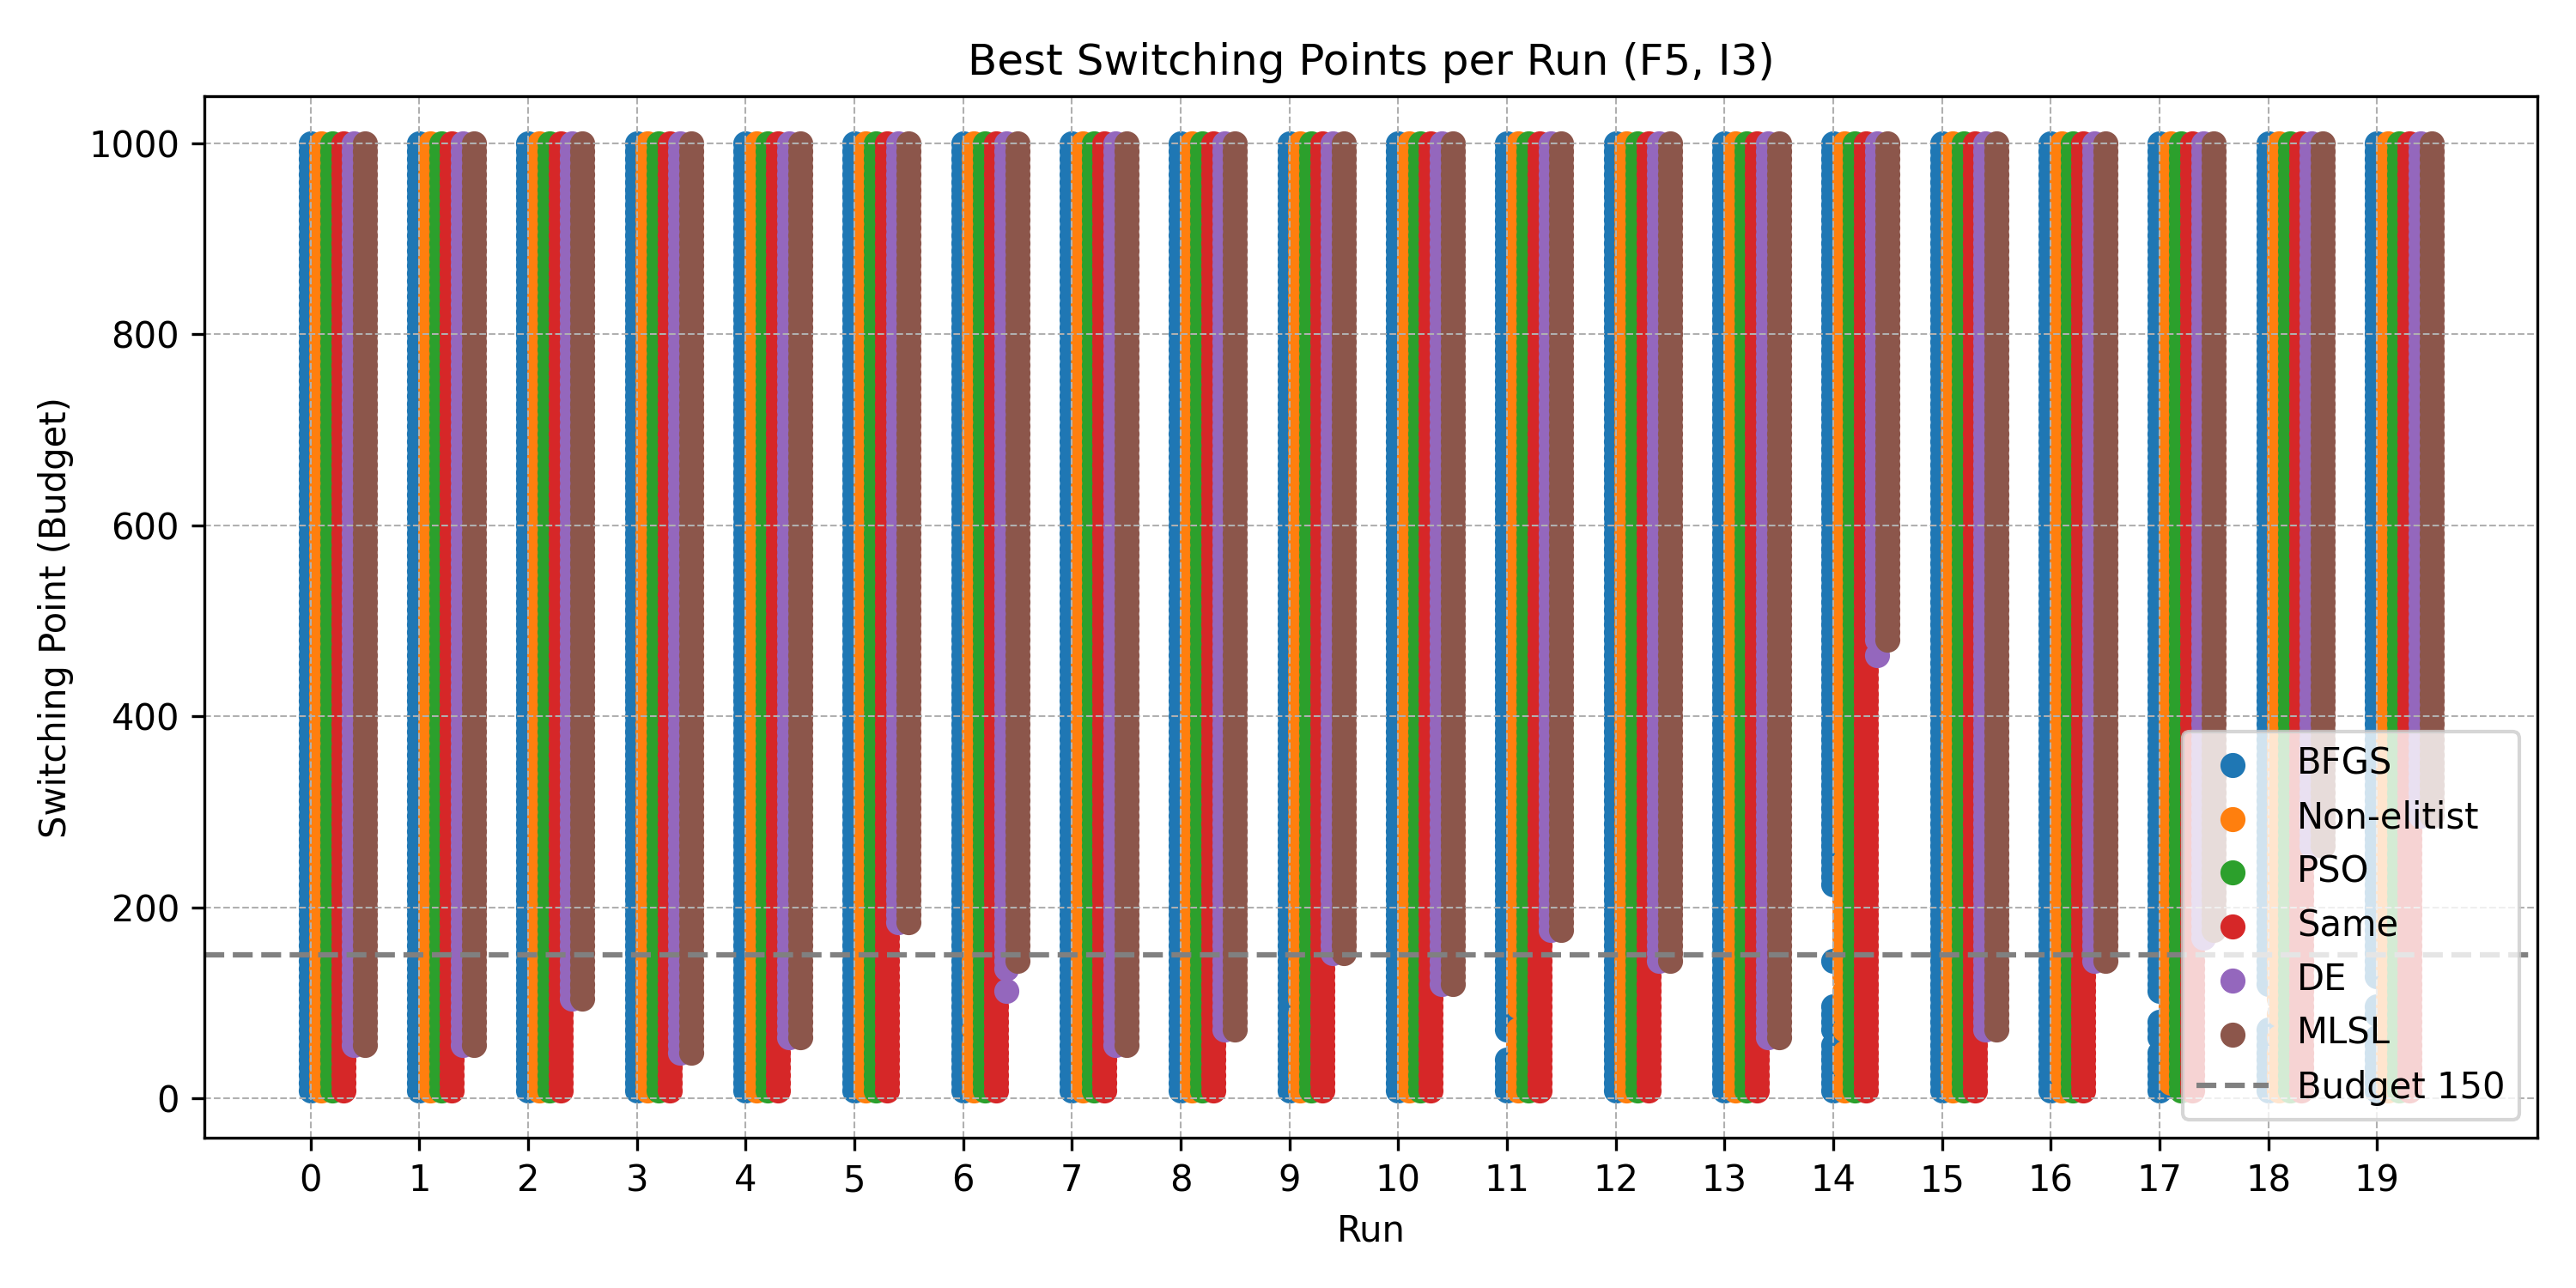 Best Switching Points per Run (F5, I3)
Switching Point (Budget)
1000
800
600
400
200
0
BFGS
Non-elitist
PSO
Same
DE
MLSL
Budget 150
0 1 2 3 4 5 6 7 8 9 10 11 12 13 14 15 16 17 18 19
Run